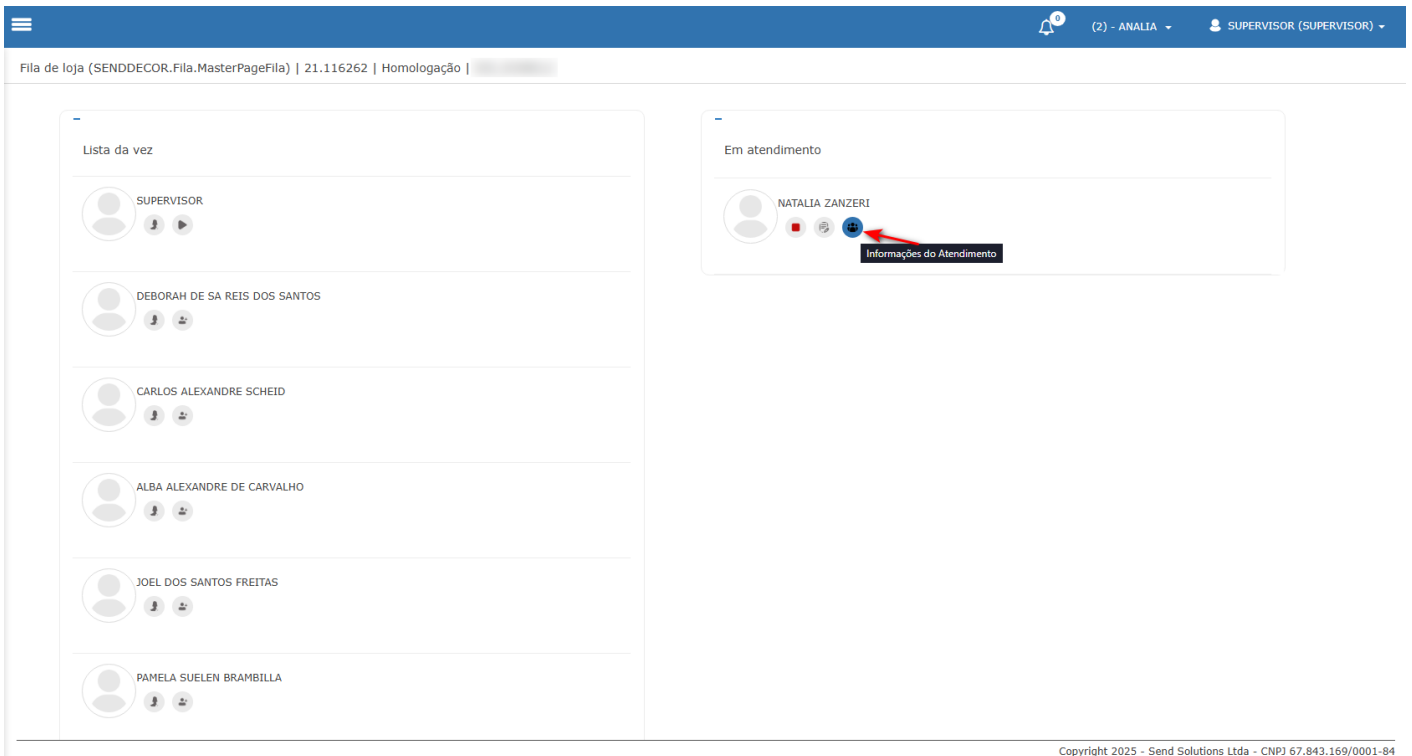 0
(2) - ANALIA
SUPERVISOR (SUPERVISOR)
Fila de loja (SENDDECOR.Fila.MasterPageFila) | 21.116262 | Homologação |
Lista da vez
SUPERVISOR
DEBORAH DE SA REIS DOS SANTOS
CARLOS ALEXANDRE SCHEID
ALBA ALEXANDRE DE CARVALHO
JOEL DOS SANTOS FREITAS
PAMELA SUELEN BRAMBILLA
Em atendimento
NATALIA ZANZERI
Informações do Atendimento
Copyright 2025 - Send Solutions Ltda - CNPJ 67.843.169/0001-84